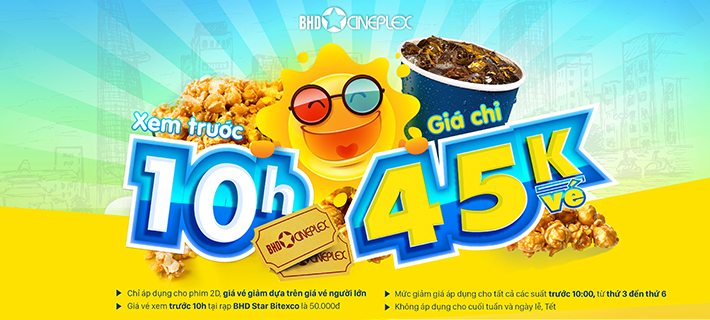 BHD CINEPLEX
Xem trước
10h
Giá chỉ
45K
vé
BHD CINEPLEX
CINEPLEX
Chỉ áp dụng cho phim 2D, giá vé giảm dựa trên giá vé người lớn
Giá vé xem trước 10h tại rạp BHD Star Bitexco là 50.000đ
Mức giảm giá áp dụng cho tất cả các suất trước 10:00, từ thứ 3 đến thứ 6
Không áp dụng cho cuối tuần và ngày lễ, Tết